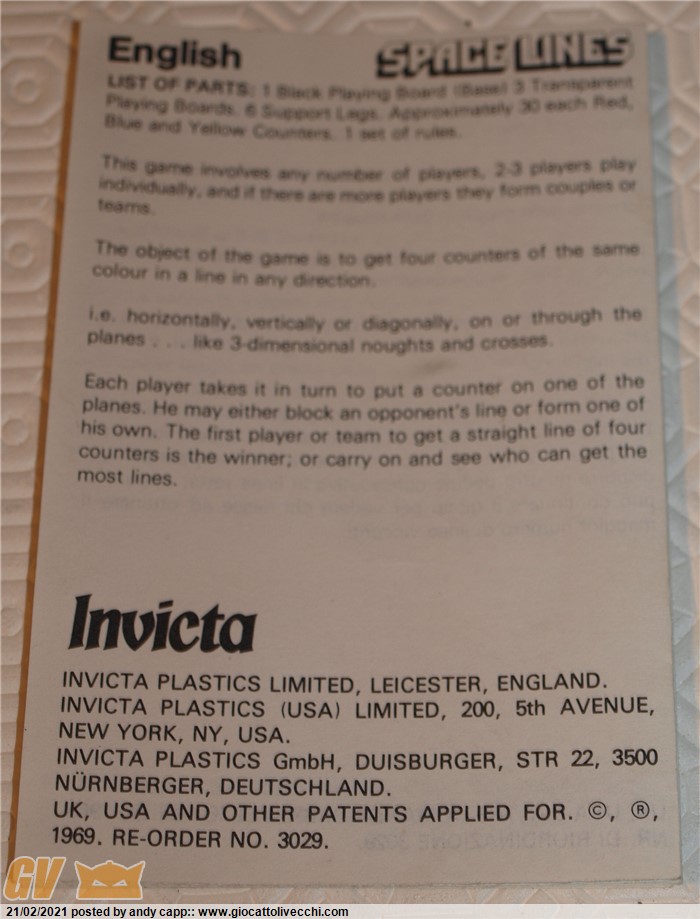 English
SPACE LINES
LIST OF PARTS: 1 Black Playing Board (Base) 3 Transparent
Playing Boards. 6 Support Legs. Approximately 30 each Red,
Blue and Yellow Counters. 1 set of rules.
This game involves any number of players, 2-3 players play
individually, and if there are more players they form couples or
teams.
The object of the game is to get four counters of the same
colour in a line in any direction.
i.e. horizontally, vertically or diagonally, on or through the
planes . . . like 3-dimensional noughts and crosses.
Each player takes it in turn to put a counter on one of the
planes. He may either block an opponent's line or form one of
his own. The first player or team to get a straight line of four
counters is the winner; or carry on and see who can get the
most lines.
Invicta
INVICTA PLASTICS LIMITED, LEICESTER, ENGLAND.
INVICTA PLASTICS (USA) LIMITED, 200, 5th AVENUE,
NEW YORK, NY, USA.
INVICTA PLASTICS GmbH, DUISBURGER, STR 22, 3500
NÜRNBERGER, DEUTSCHLAND.
UK, USA AND OTHER PATENTS APPLIED FOR. ©, ®,
1969. RE-ORDER NO. 3029.
GV
21/02/2021 posted by andy capp:: www.giocattolivecchi.com